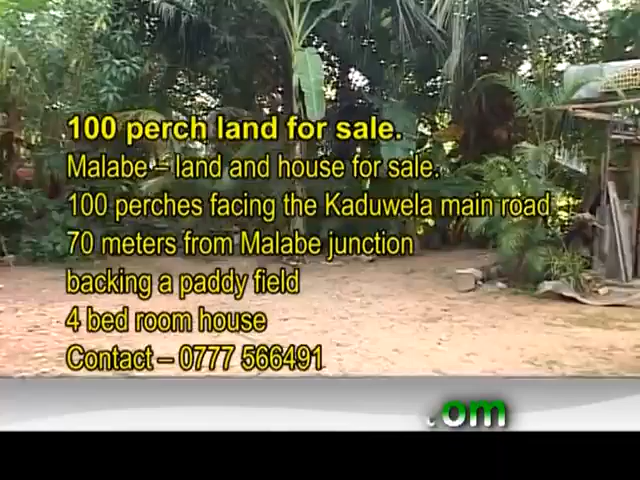 100 perch land for sale.
Malabe – land and house for sale.
100 perches facing the Kaduwela main road
70 meters from Malabe junction
backing a paddy field
4 bed room house
Contact – 0777 566491
com